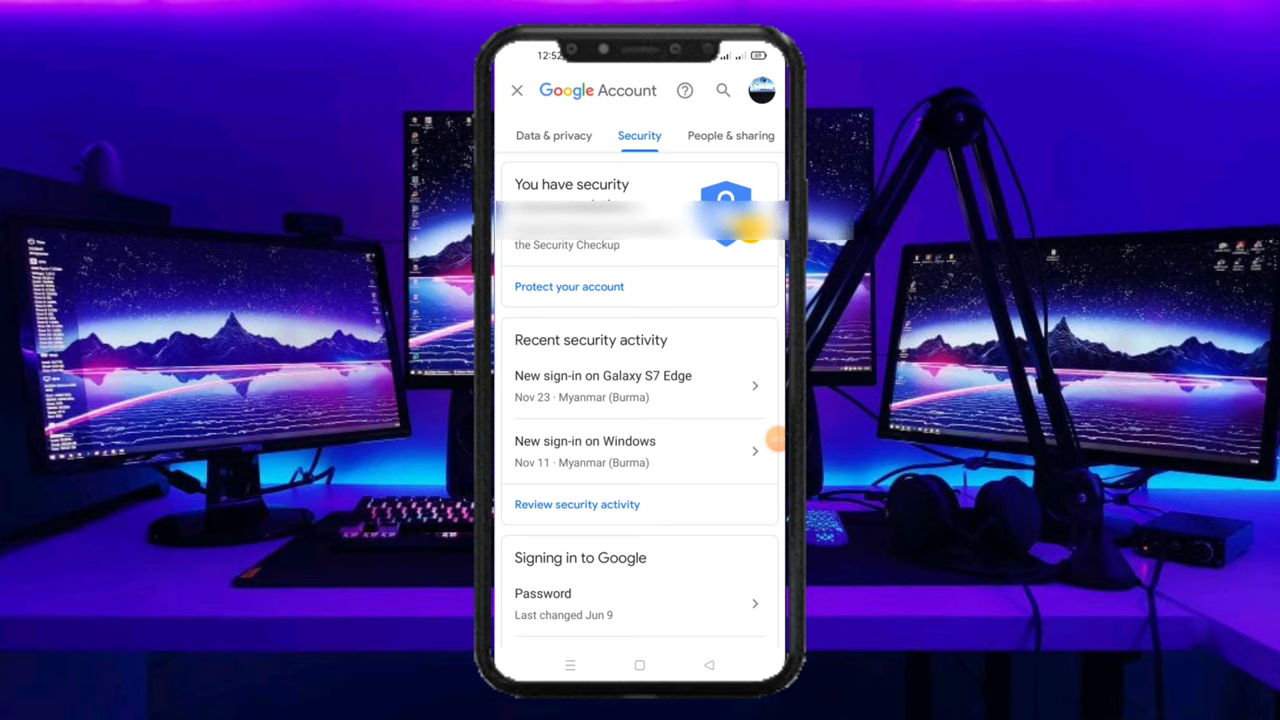 12:52
Google Account
Data & privacy
Security
People & sharing
You have security
the Security Checkup
Protect your account
Recent security activity
New sign-in on Galaxy S7 Edge
Nov 23 · Myanmar (Burma)
New sign-in on Windows
Nov 11 · Myanmar (Burma)
Review security activity
Signing in to Google
Password
Last changed Jun 9